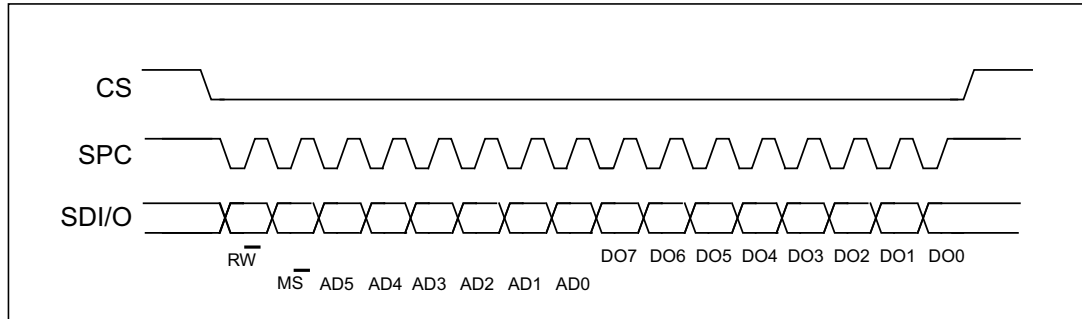 CS
SPC
SDI/O
RW̅
DO7 DO6 DO5 DO4 DO3 DO2 DO1 DO0
MS̅ AD5 AD4 AD3 AD2 AD1 AD0